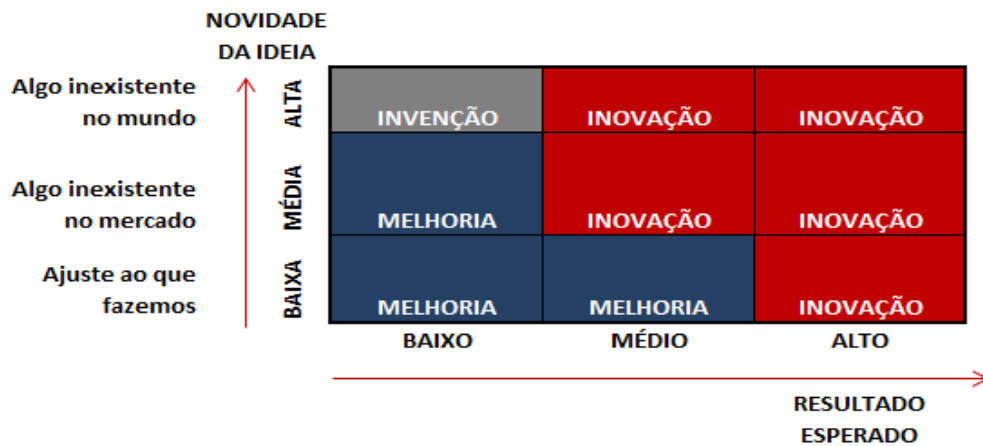 NOVIDADE
DA IDEIA
Algo inexistente
no mundo
ALTA
INVENÇÃO
INOVAÇÃO
INOVAÇÃO
Algo inexistente
no mercado
MÉDIA
MELHORIA
INOVAÇÃO
INOVAÇÃO
Ajuste ao que
fazemos
BAIXA
MELHORIA
MELHORIA
INOVAÇÃO
BAIXO
MÉDIO
ALTO
RESULTADO
ESPERADO